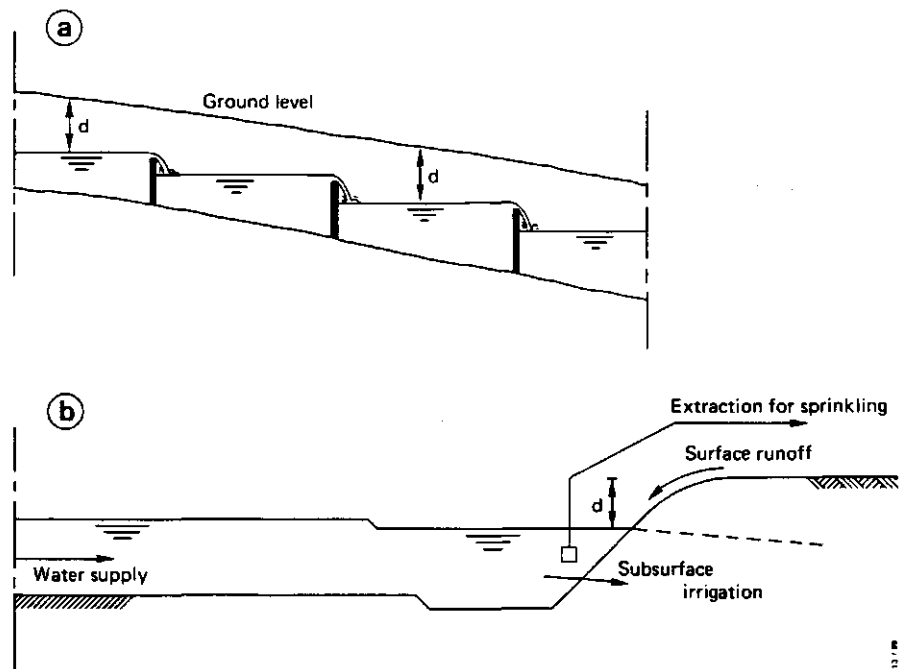 a
Ground level
d
d
b
Extraction for sprinkling
Surface runoff
d
Water supply
Subsurface
irrigation